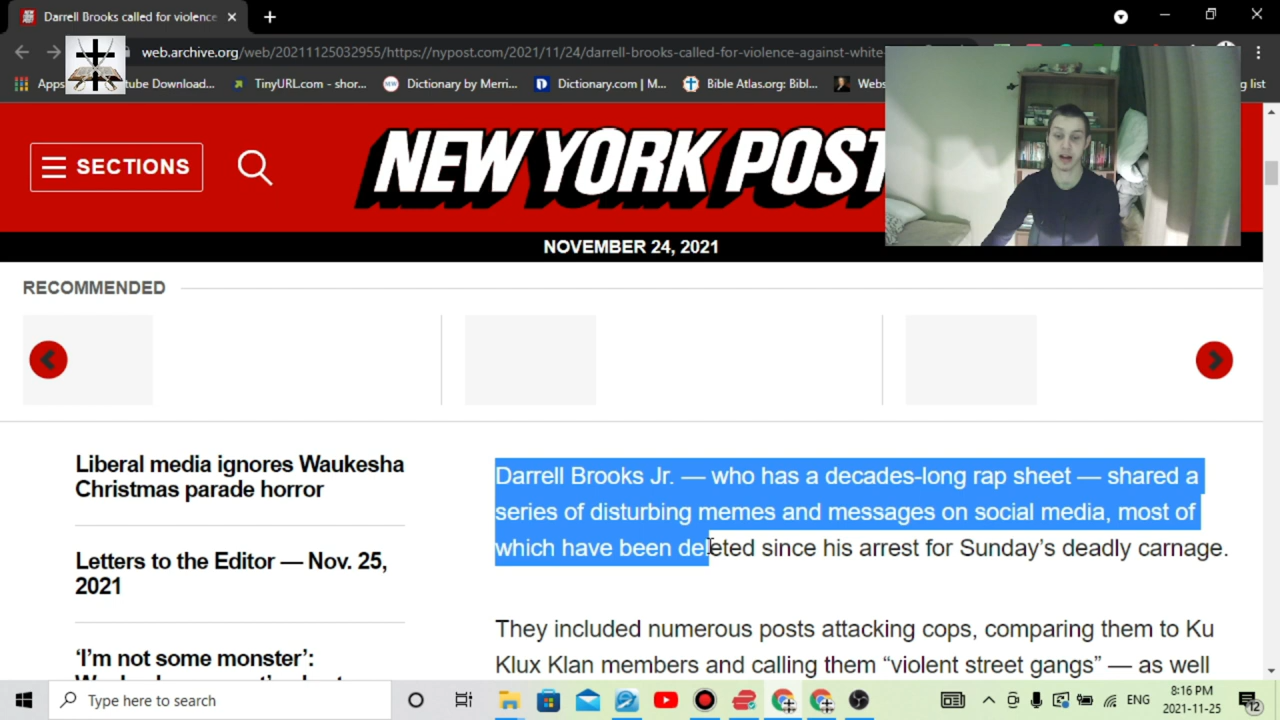 Darrell Brooks called for violence
web.archive.org/web/20211125032955/https://nypost.com/2021/11/24/darrell-brooks-called-for-violence-against-white-
Apps
tube Download...
TinyURL.com - shor...
Dictionary by Merri...
Dictionary.com | M...
Bible Atlas.org: Bibl...
Webs
g list
SECTIONS
NEW YORK POST
NOVEMBER 24, 2021
RECOMMENDED
Liberal media ignores Waukesha
Christmas parade horror
Letters to the Editor — Nov. 25,
2021
‘I’m not some monster’:
Darrell Brooks Jr. — who has a decades-long rap sheet — shared a
series of disturbing memes and messages on social media, most of
which have been deleted since his arrest for Sunday’s deadly carnage.
They included numerous posts attacking cops, comparing them to Ku
Klux Klan members and calling them “violent street gangs” — as well
Type here to search
ENG
8:16 PM
2021-11-25
12